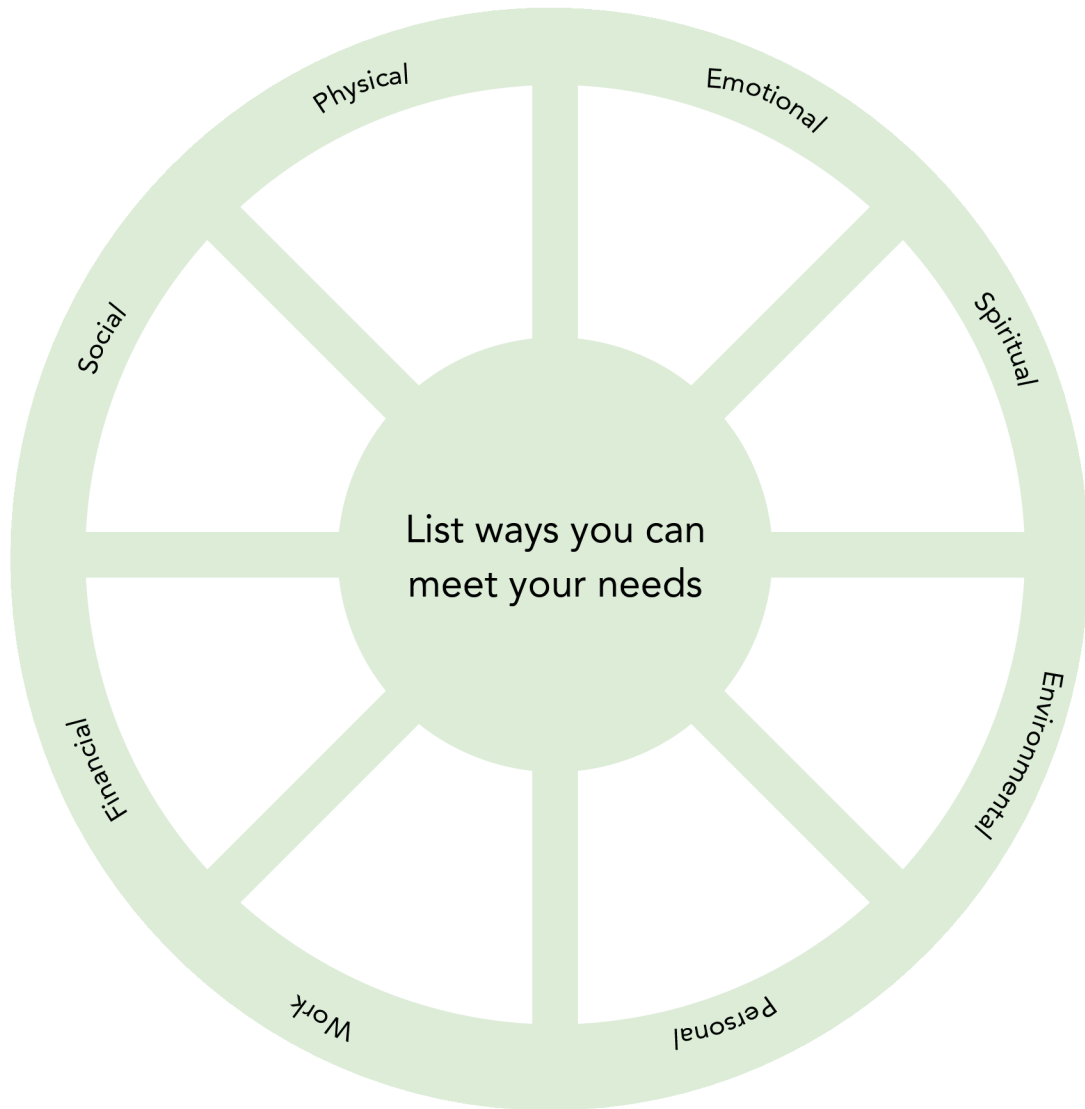 Physical
Emotional
Social
Spiritual
List ways you can
meet your needs
Financial
Environmental
Work
Personal